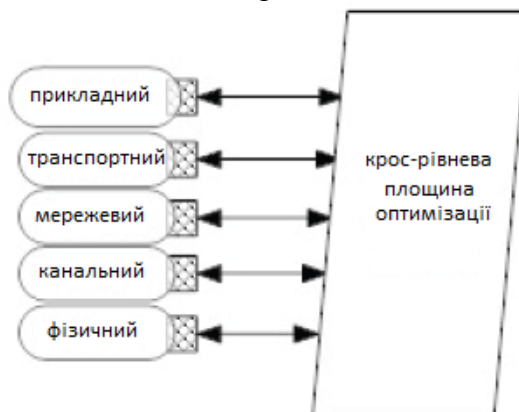 прикладний
транспортний
мережевий
канальний
фізичний
крос-рівнева
площина
оптимізації